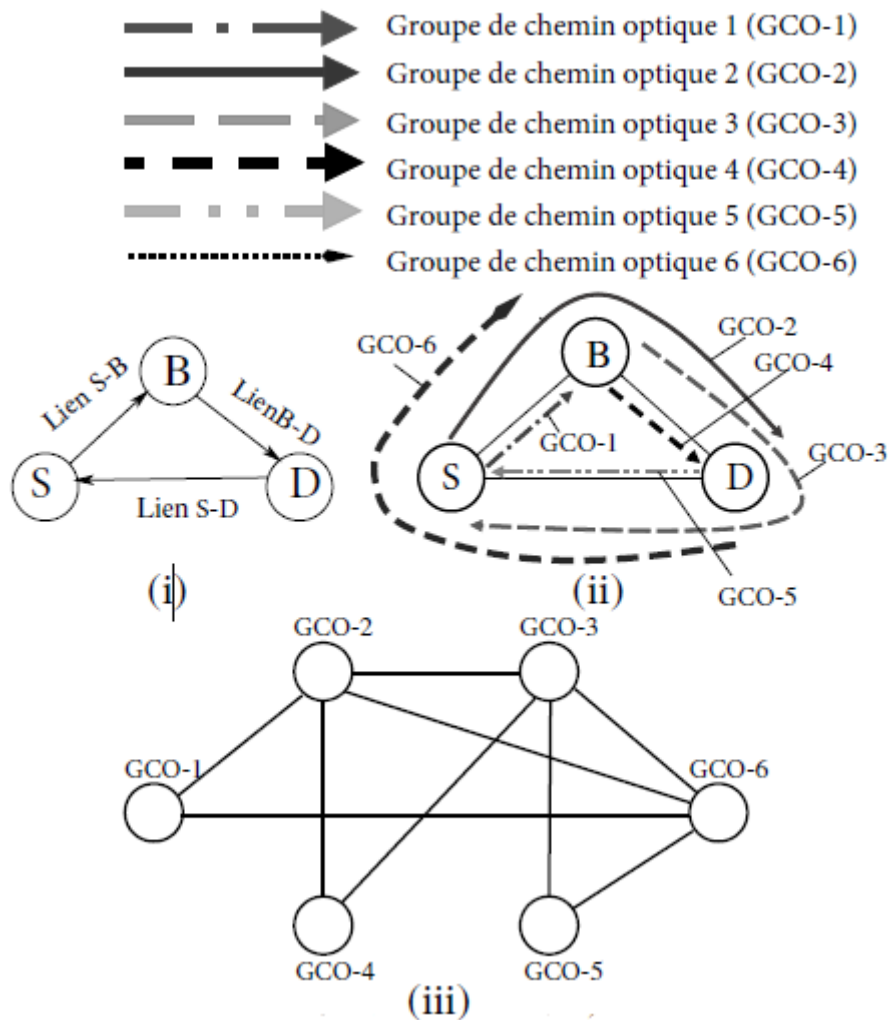 Groupe de chemin optique 1 (GCO-1)
Groupe de chemin optique 2 (GCO-2)
Groupe de chemin optique 3 (GCO-3)
Groupe de chemin optique 4 (GCO-4)
Groupe de chemin optique 5 (GCO-5)
Groupe de chemin optique 6 (GCO-6)
Lien S-B
B
LienB-D
S
D
Lien S-D
(i)
GCO-6
GCO-2
B
GCO-4
GCO-1
GCO-3
S
D
GCO-5
(ii)
GCO-2
GCO-3
GCO-1
GCO-6
GCO-4
GCO-5
(iii)